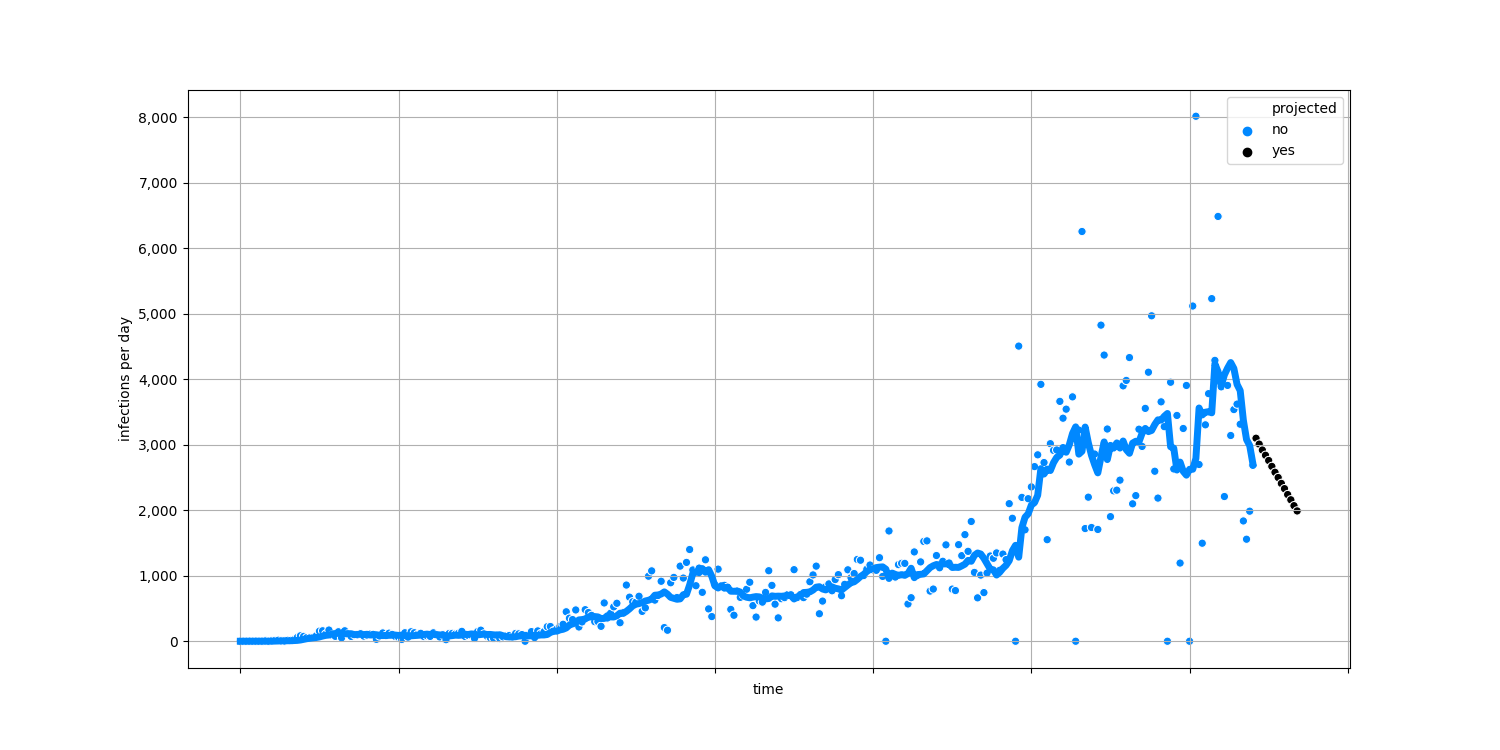 projected
no
yes
8,000
7,000
6,000
5,000
4,000
3,000
2,000
1,000
0
infections per day
time